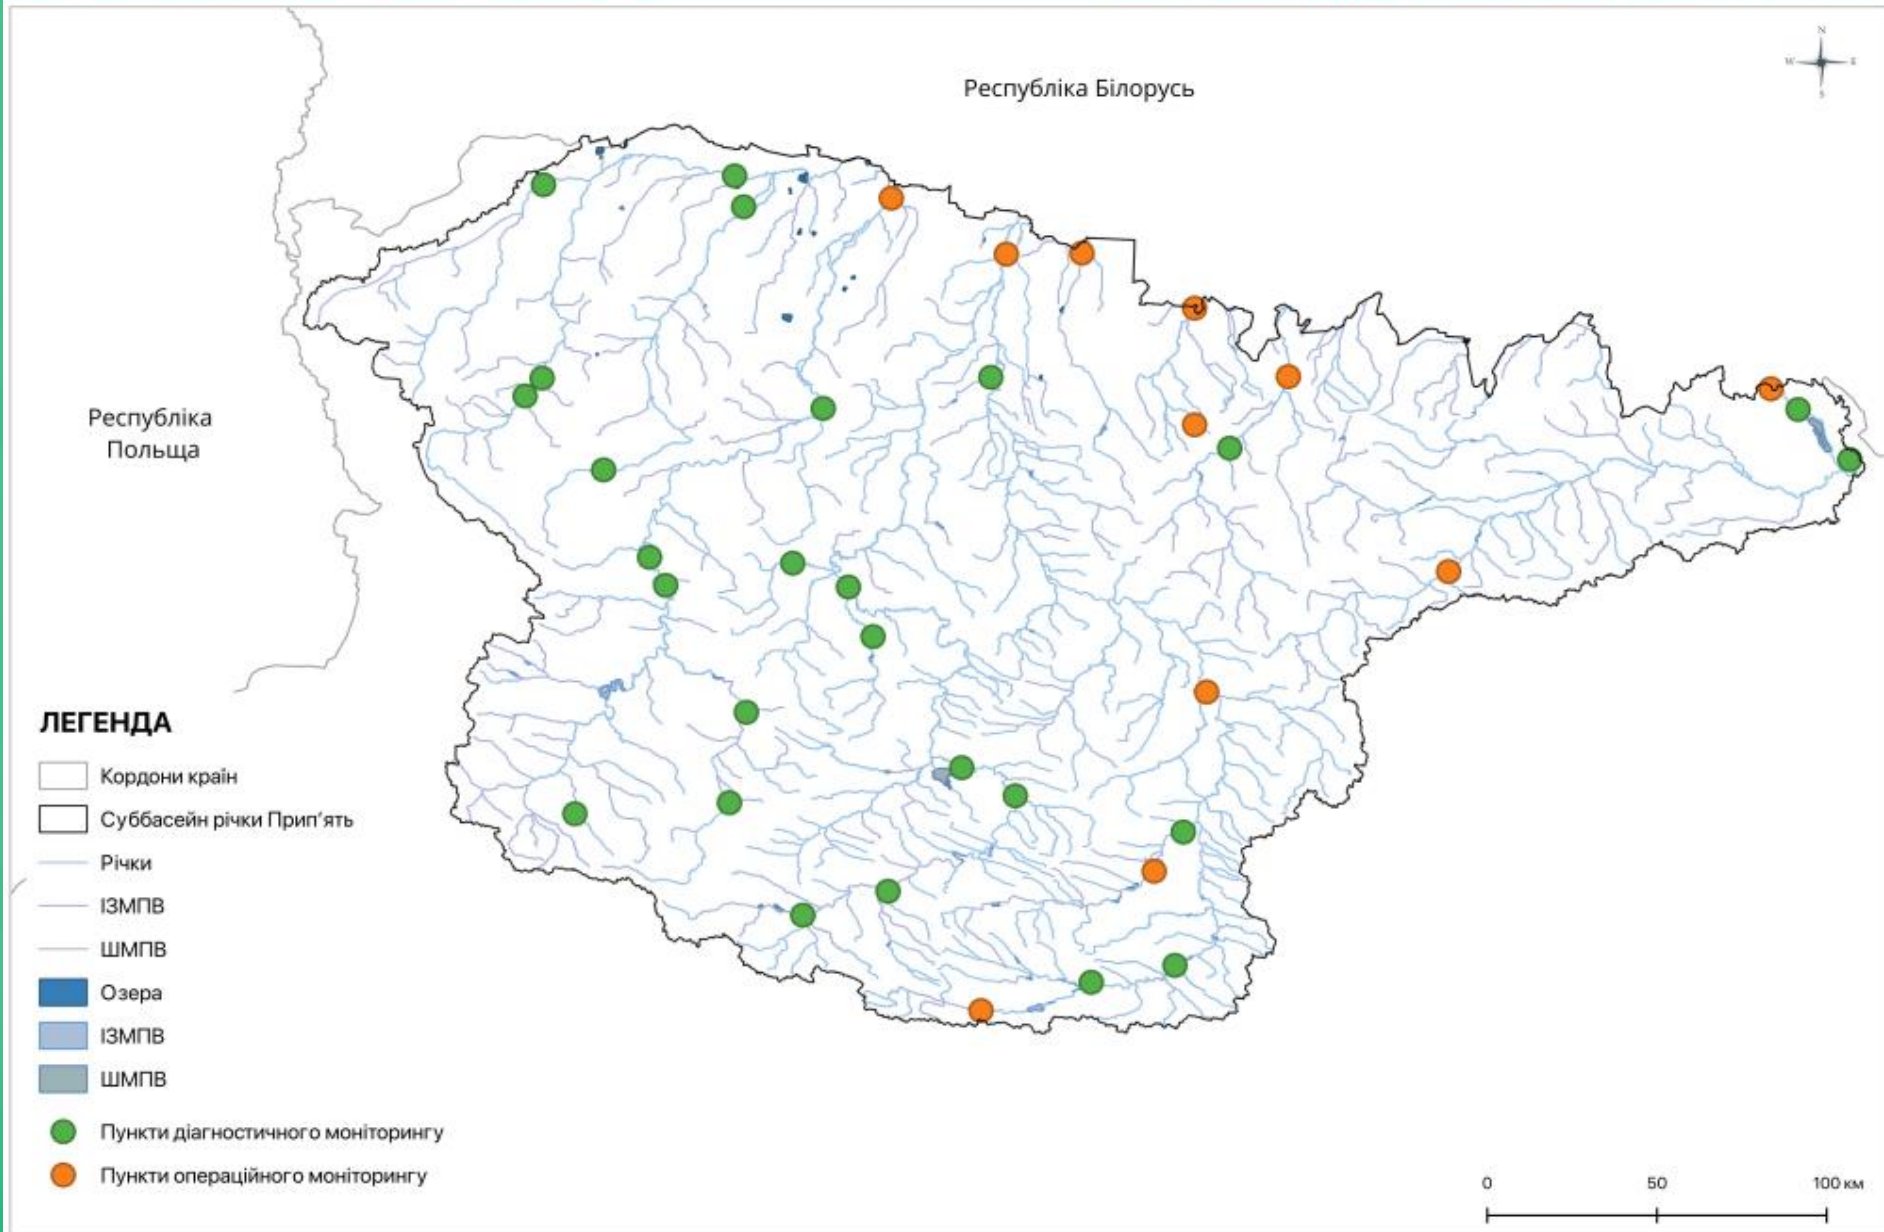 N
W
E
S
Республіка Білорусь
Республіка
Польща
ЛЕГЕНДА
Кордони країн
Суббасейн річки Прип’ять
Річки
ІЗМПВ
ШМПВ
Озера
ІЗМПВ
ШМПВ
Пункти діагностичного моніторингу
Пункти операційного моніторингу
0 50 100 км